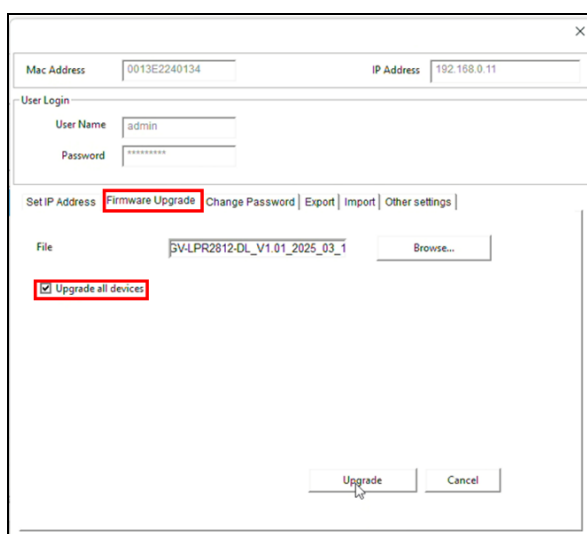 Mac Address 0013E2240134 IP Address 192.168.0.11
User Login
User Name admin
Password *********
Set IP Address Firmware Upgrade Change Password Export Import Other settings
File GV-LPR2812-DL_V1.01_2025_03_1 Browse...
Upgrade all devices
Upgrade Cancel